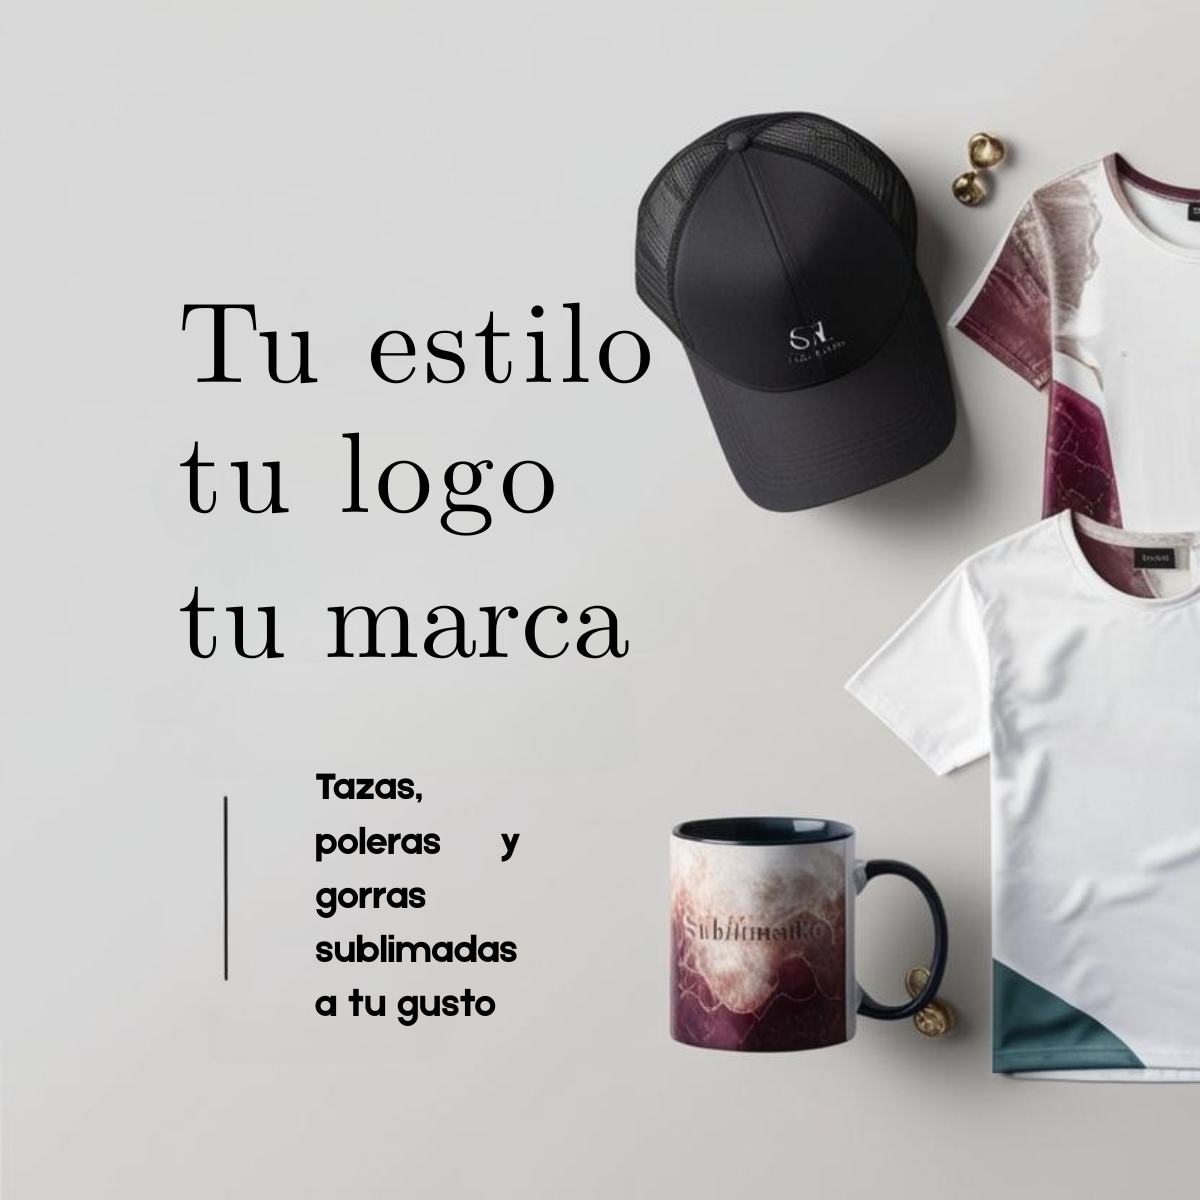 Tu estilo
tu logo
tu marca
Tazas,
poleras y
gorras
sublimadas
a tu gusto